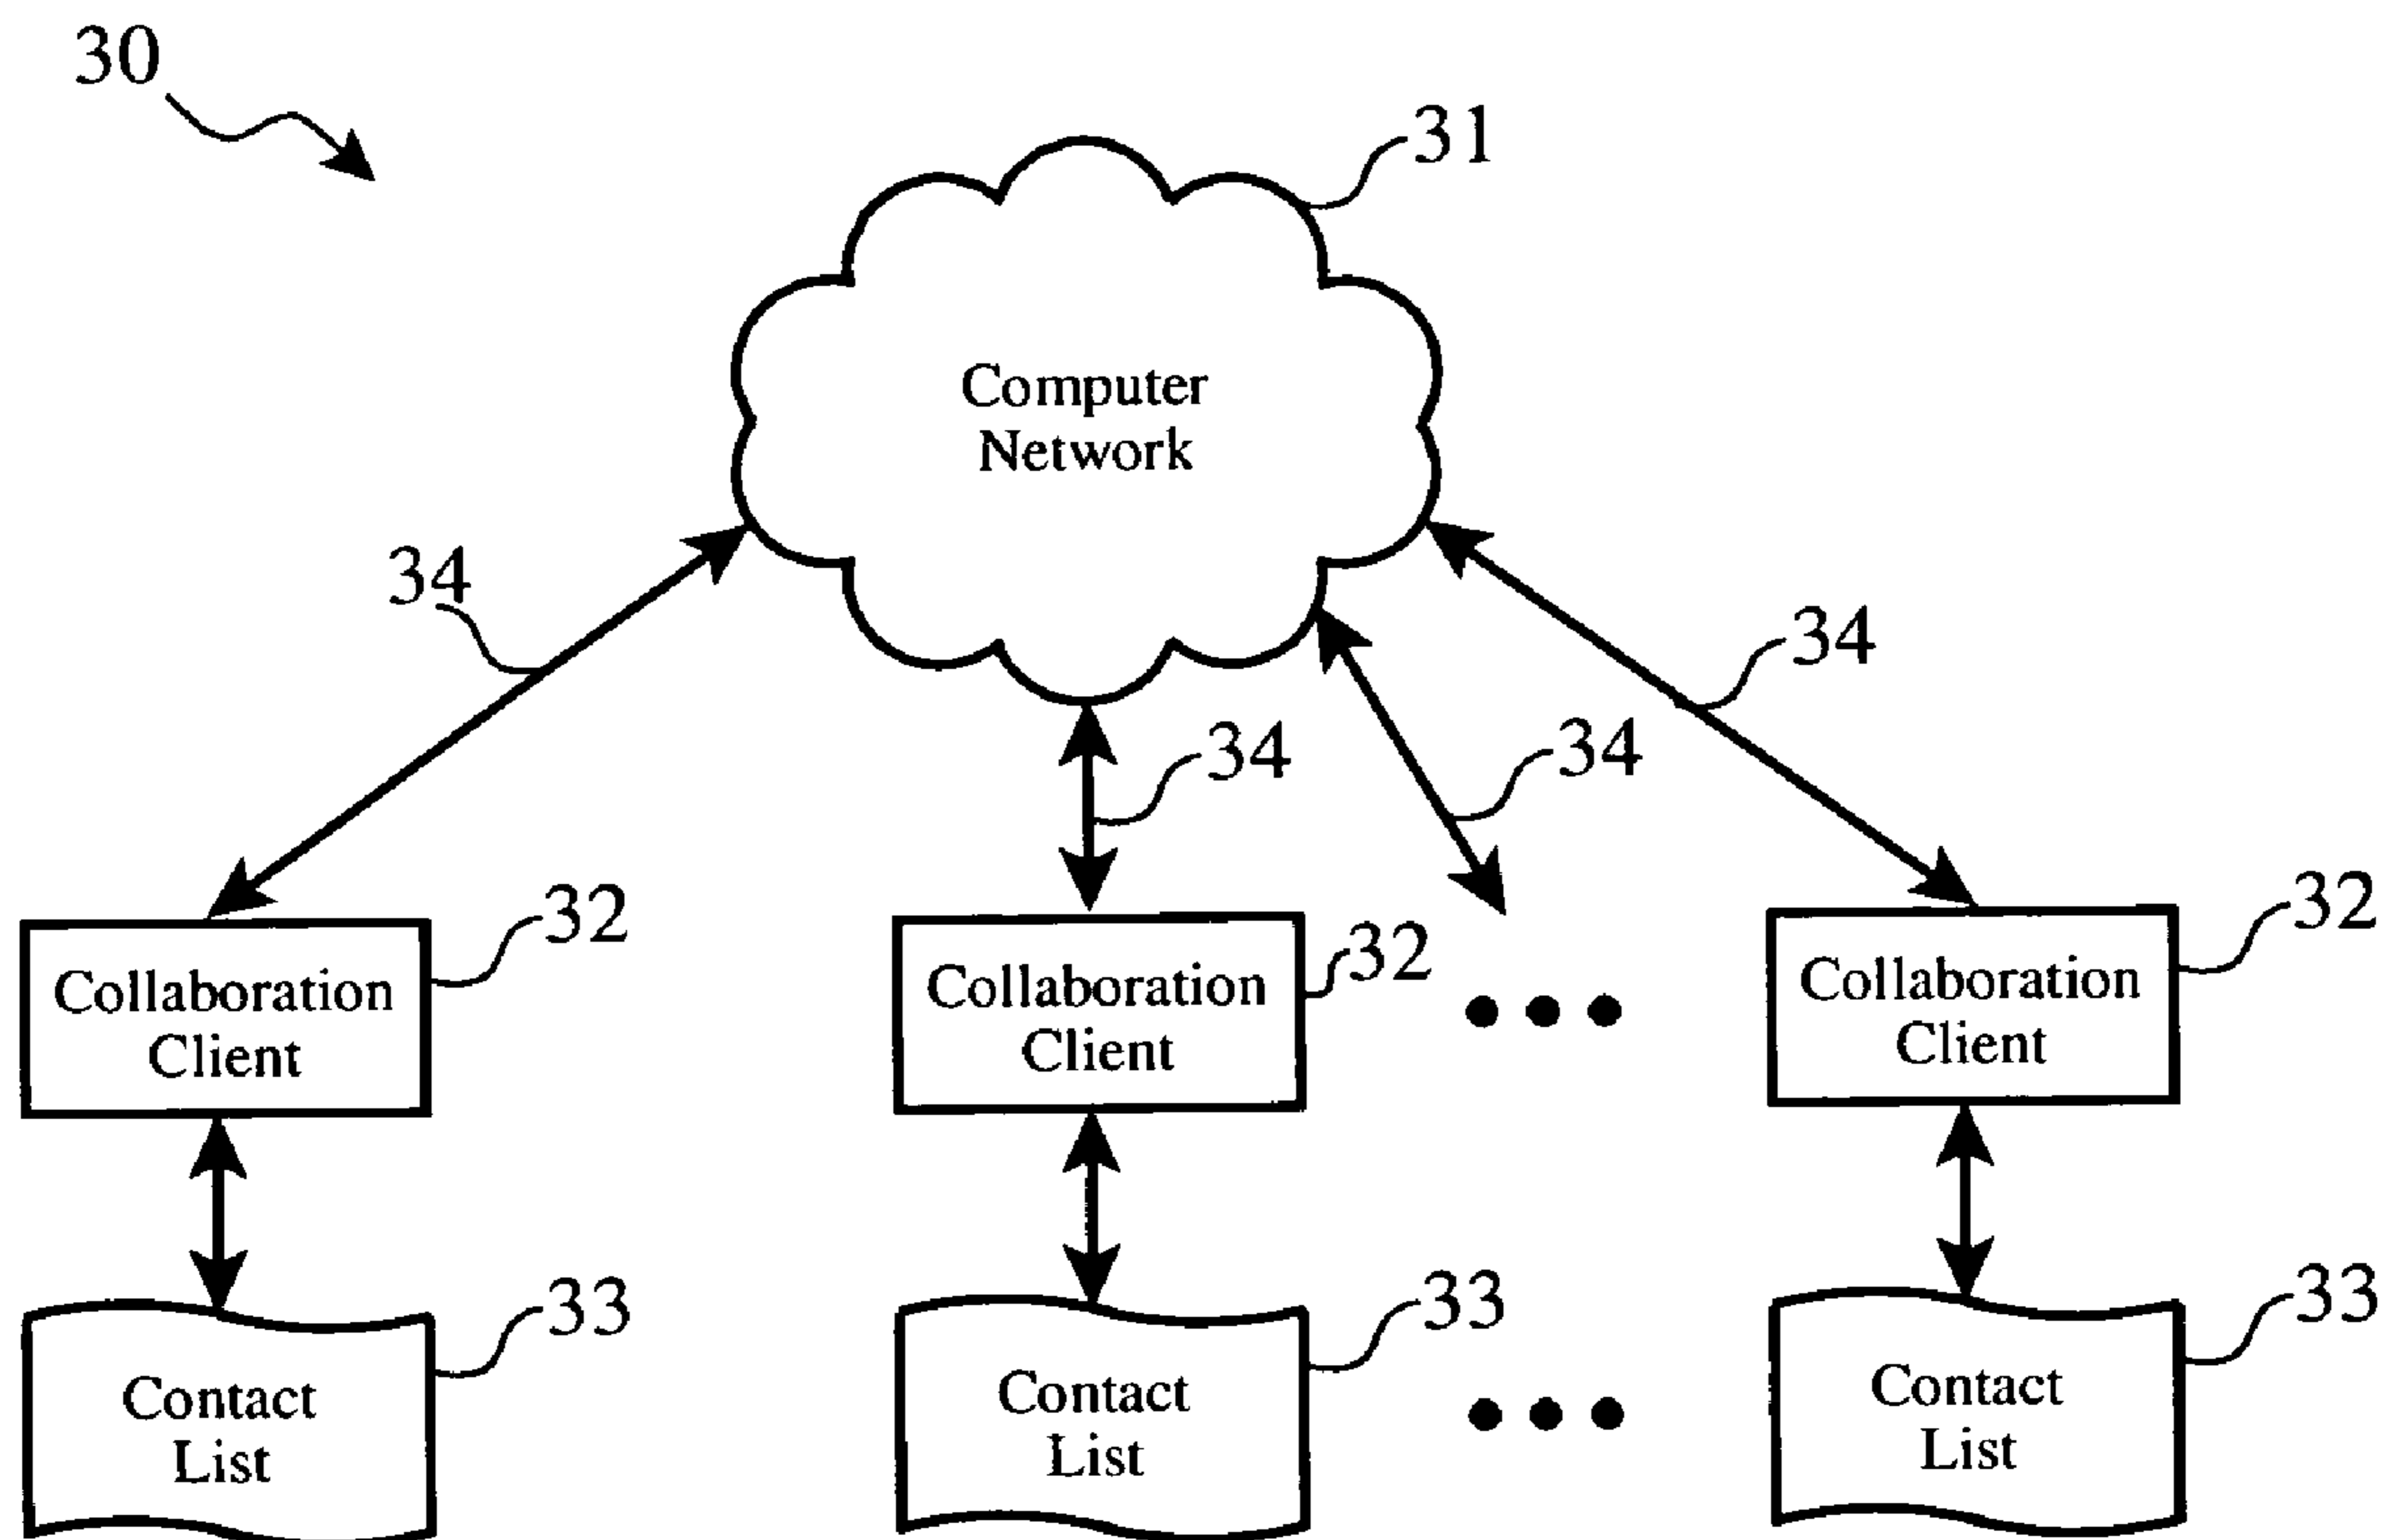 30
31
Computer
Network
34
34
34
34
32
32
32
Collaboration
Client
Collaboration
Client
Collaboration
Client
33
33
33
Contact
List
Contact
List
Contact
List